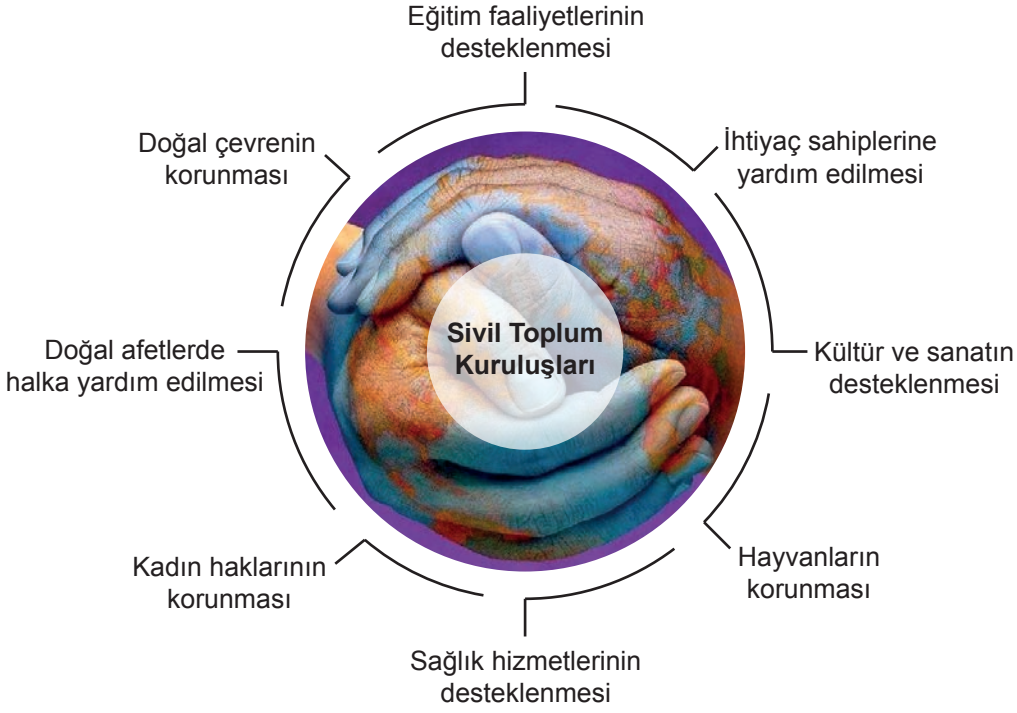 Eğitim faaliyetlerinin
desteklenmesi
İhtiyaç sahiplerine
yardım edilmesi
Kültür ve sanatın
desteklenmesi
Hayvanların
korunması
Sağlık hizmetlerinin
desteklenmesi
Kadın haklarının
korunması
Doğal afetlerde
halka yardım edilmesi
Doğal çevrenin
korunması
Sivil Toplum
Kuruluşları